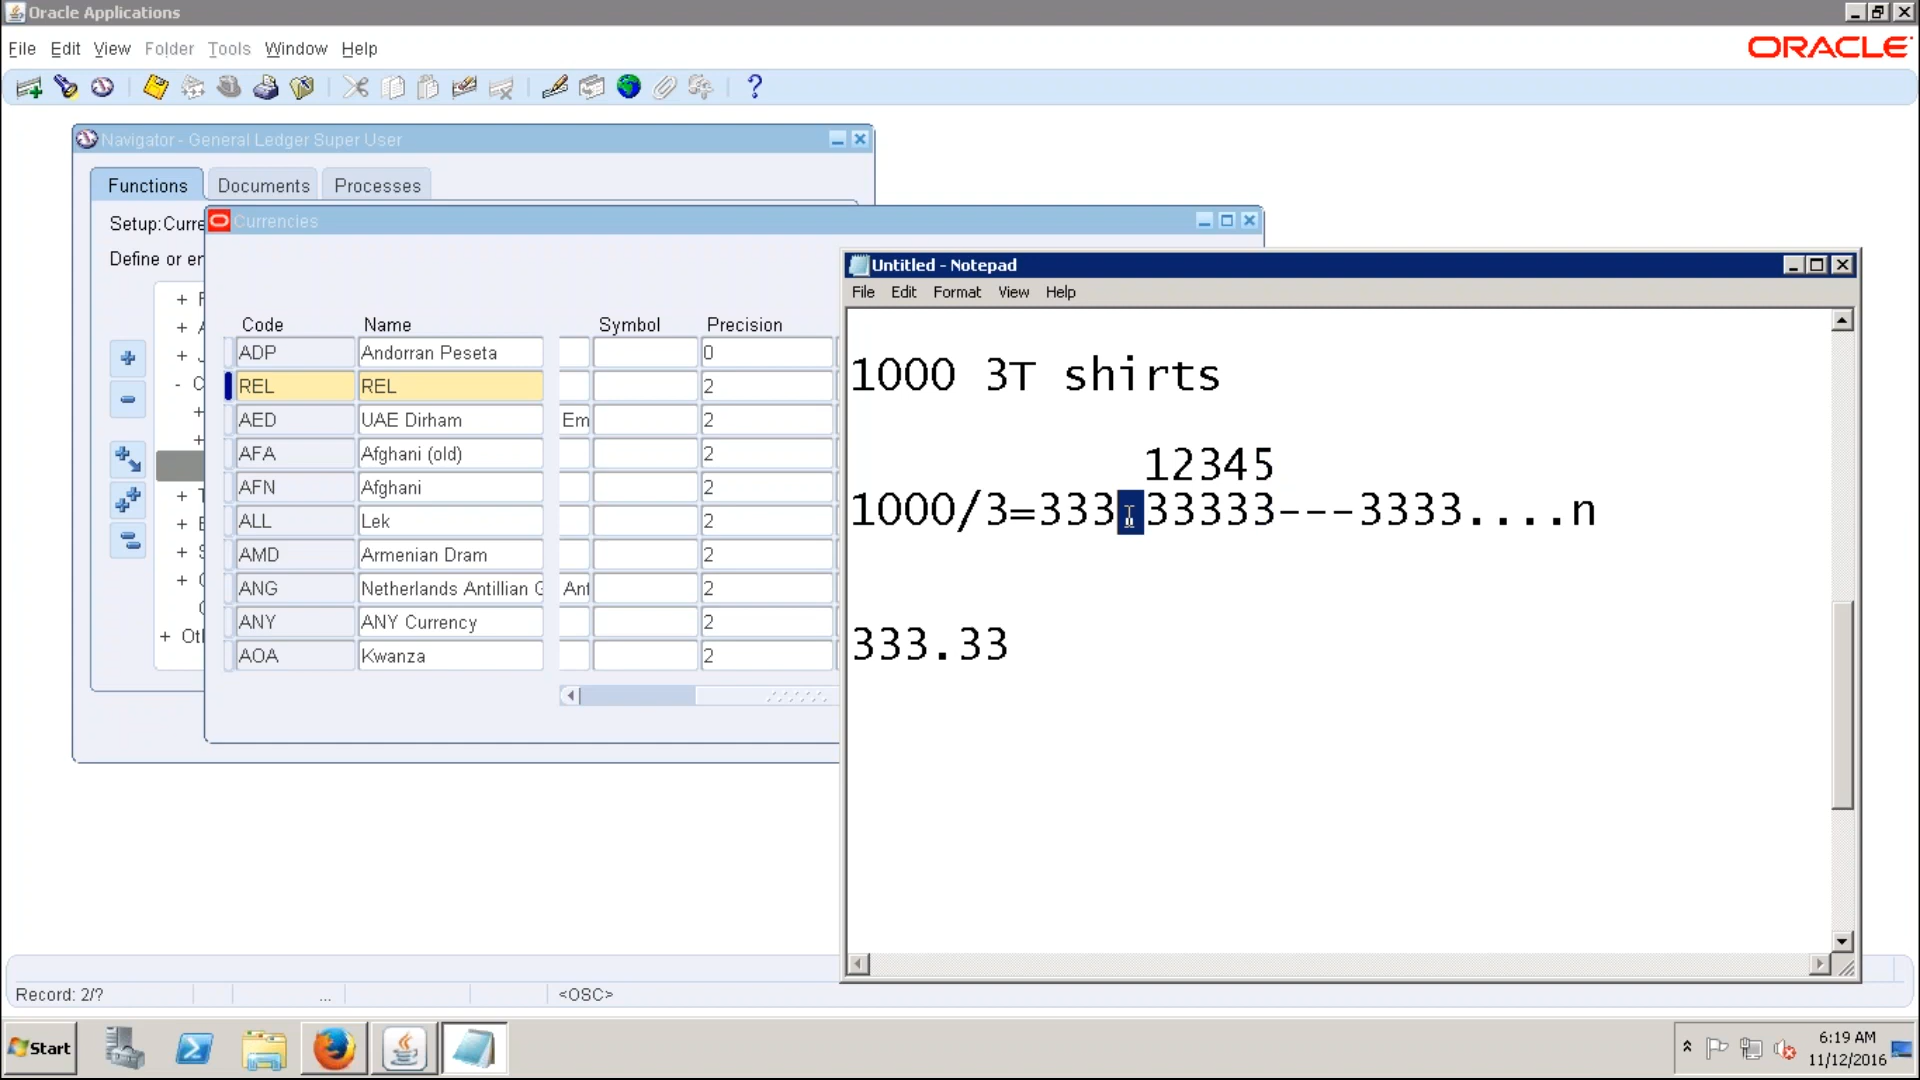 Oracle Applications
File Edit View Folder Tools Window Help
ORACLE
Navigator - General Ledger Super User
Functions Documents Processes
Setup:Curre
Define or er
Currencies
Code Name Symbol Precision
ADP Andorran Peseta 0
REL REL 2
AED UAE Dirham Em 2
AFA Afghani (old) 2
AFN Afghani 2
ALL Lek 2
AMD Armenian Dram 2
ANG Netherlands Antillian G Ant 2
ANY ANY Currency 2
AOA Kwanza 2
+ Otl
Untitled - Notepad
File Edit Format View Help
1000 3T shirts
12345
1000/3=333.33333---3333....n
333.33
Record: 2/? ... <OSC>
Start
6:19 AM
11/12/2016